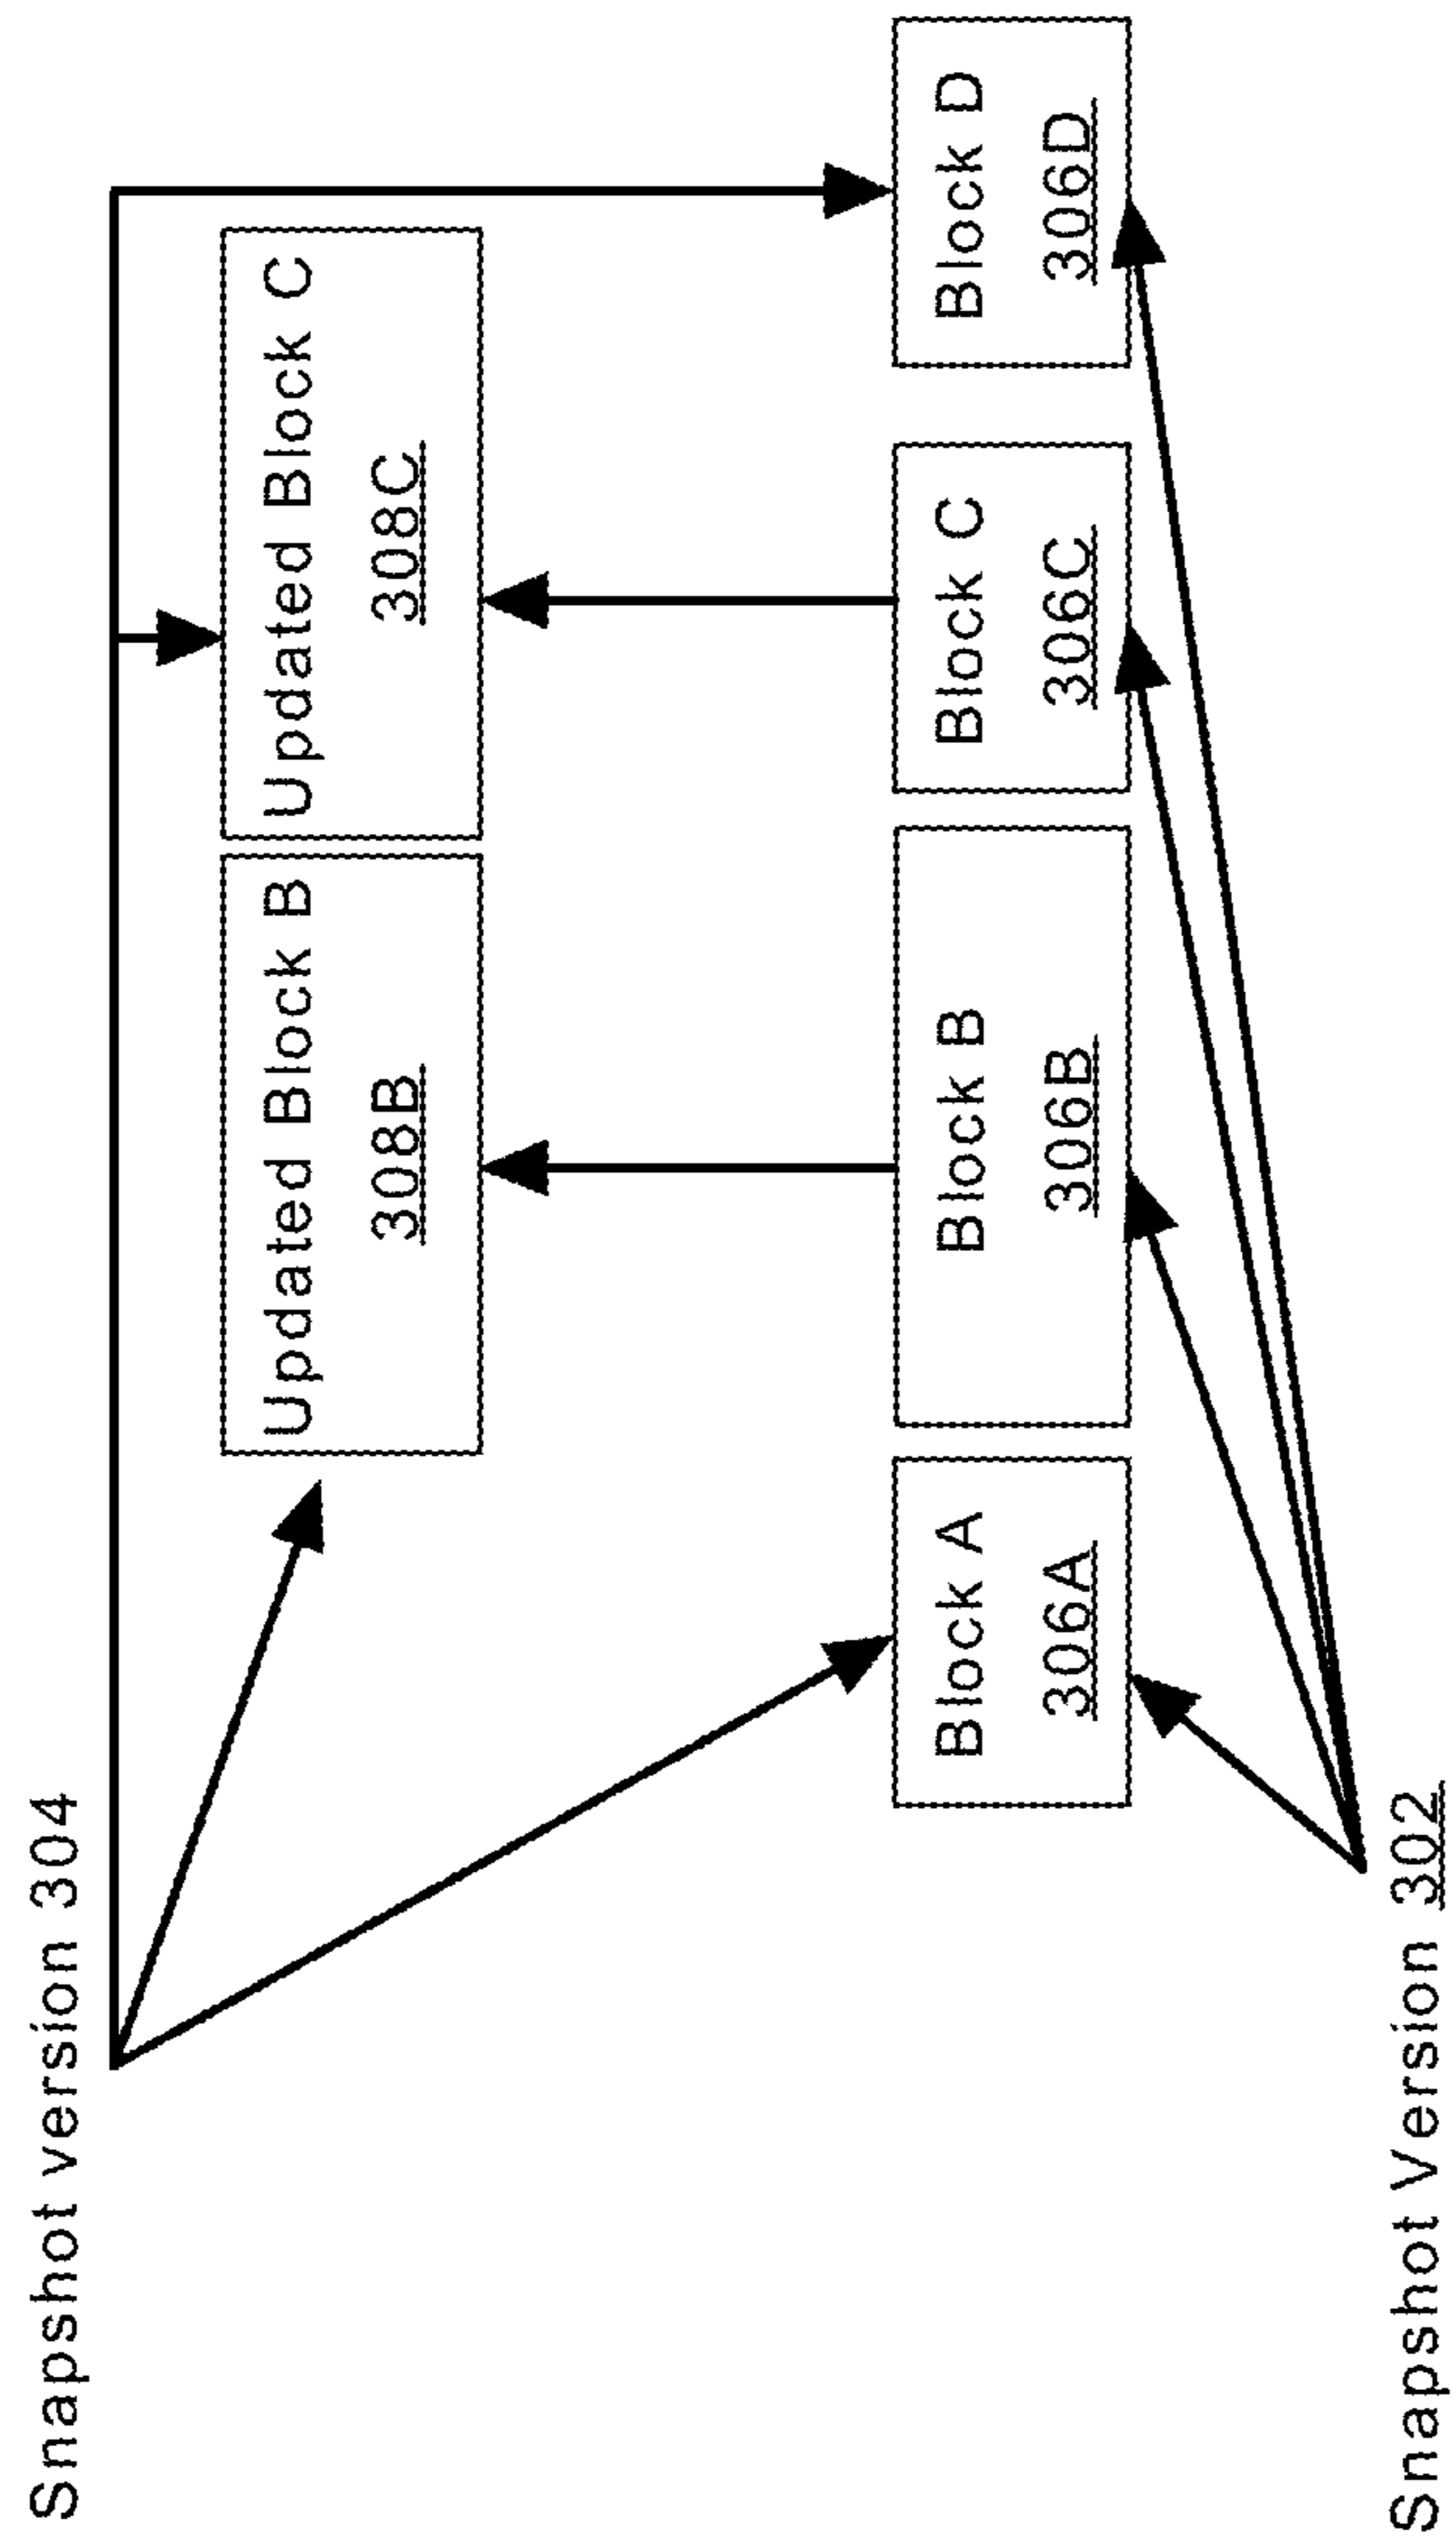 Snapshot version 304
Updated Block B
308B
Updated Block C
308C
Block A
306A
Block B
306B
Block C
306C
Block D
306D
Snapshot Version 302